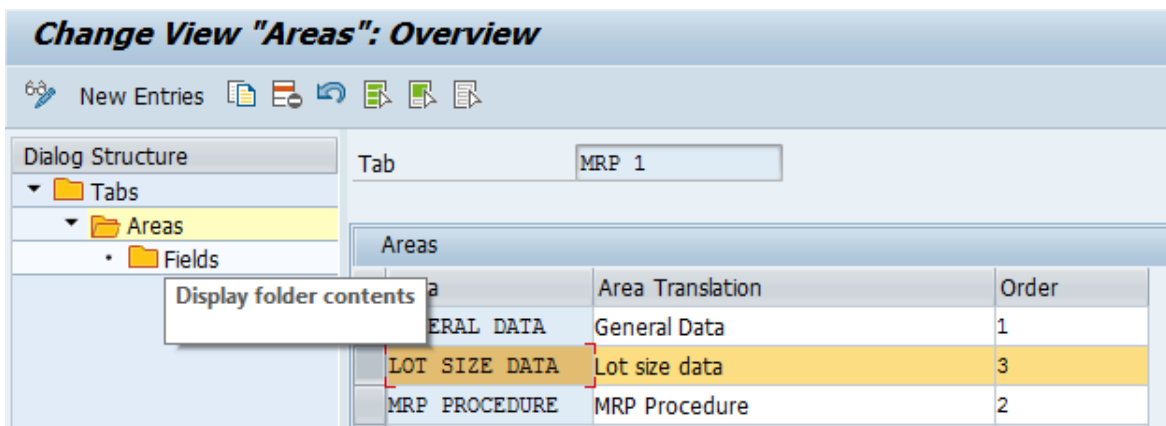 Change View "Areas": Overview
New Entries
Dialog Structure
Tabs
Areas
Fields
Display folder contents
Tab MRP 1
Areas
Area Translation Order
General Data 1
LOT SIZE DATA Lot size data 3
MRP PROCEDURE MRP Procedure 2